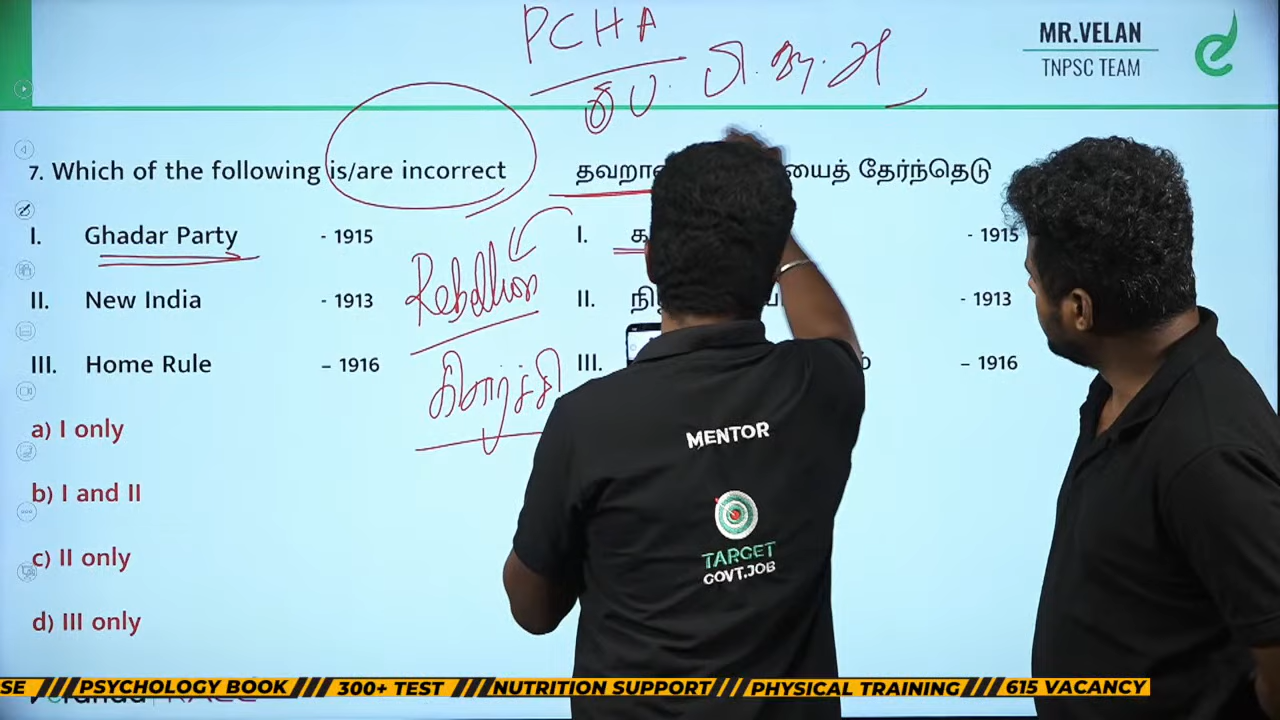 PCHA
MR.VELAN
TNPSC TEAM
7. Which of the following is/are incorrect
யைத் தேர்ந்தெடு
I. Ghadar Party - 1915
Rebellion
I. - 1915
II. New India - 1913
II. - 1913
III. Home Rule – 1916
கிளர்ச்சி
III. – 1916
a) I only
b) I and II
c) II only
d) III only
MENTOR
TARGET
GOVT.JOB
SE /// PSYCHOLOGY BOOK /// 300+ TEST /// NUTRITION SUPPORT /// PHYSICAL TRAINING /// 615 VACANCY